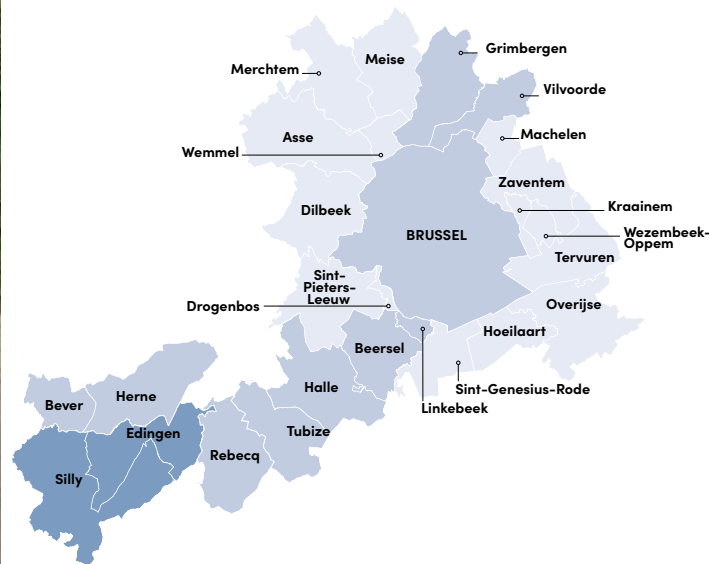 Grimbergen
Meise
Merchtem
Vilvoorde
Machelen
Asse
Wemmel
Zaventem
Kraainem
Dilbeek
Wezembeek-
Oppem
BRUSSEL
Tervuren
Sint-
Pieters-
Leeuw
Drogenbos
Overijse
Hoeilaart
Beersel
Halle
Sint-Genesius-Rode
Linkebeek
Herne
Bever
Edingen
Tubize
Rebecq
Silly